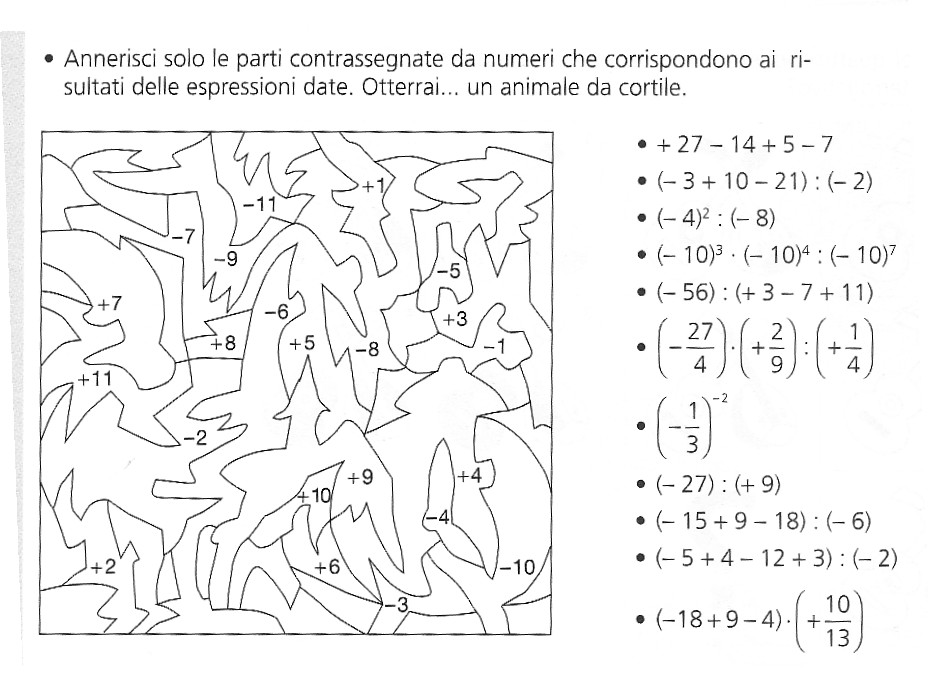 • Annerisci solo le parti contrassegnate da numeri che corrispondono ai ri-
sultati delle espressioni date. Otterrai... un animale da cortile.
+1
−11
−7
−9
−5
+7
−6
+3
+8
+5
−8
−1
+11
−2
+9
+4
+10
−4
+2
+6
−10
−3
• + 27 − 14 + 5 − 7
• (− 3 + 10 − 21) : (− 2)
• (− 4)² : (− 8)
• (− 10)³ · (− 10)⁴ : (− 10)⁷
• (− 56) : (+ 3 − 7 + 11)
• (− 27/4) · (+ 2/9) : (+ 1/4)
• (− 1/3)⁻²
• (− 27) : (+ 9)
• (− 15 + 9 − 18) : (− 6)
• (− 5 + 4 − 12 + 3) : (− 2)
• (−18 + 9 − 4) · (+ 10/13)